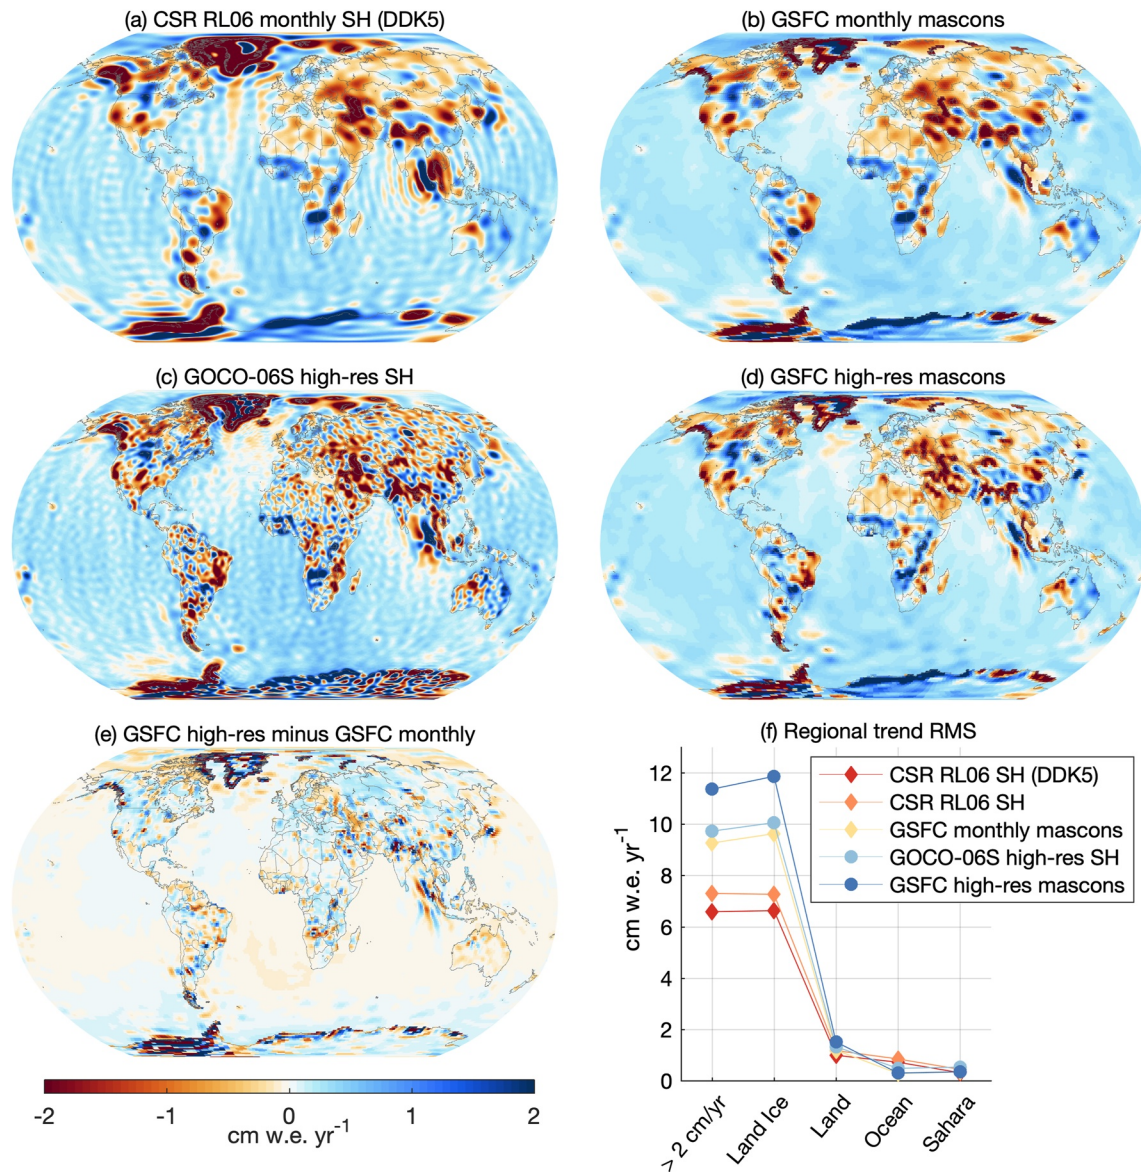 (a) CSR RL06 monthly SH (DDK5)
(b) GSFC monthly mascons
(c) GOCO-06S high-res SH
(d) GSFC high-res mascons
(e) GSFC high-res minus GSFC monthly
-2 -1 0 1 2
cm w.e. yr⁻¹
(f) Regional trend RMS
cm w.e. yr⁻¹
12
10
8
6
4
2
0
CSR RL06 SH (DDK5)
CSR RL06 SH
GSFC monthly mascons
GOCO-06S high-res SH
GSFC high-res mascons
> 2 cm/yr
Land Ice
Land
Ocean
Sahara